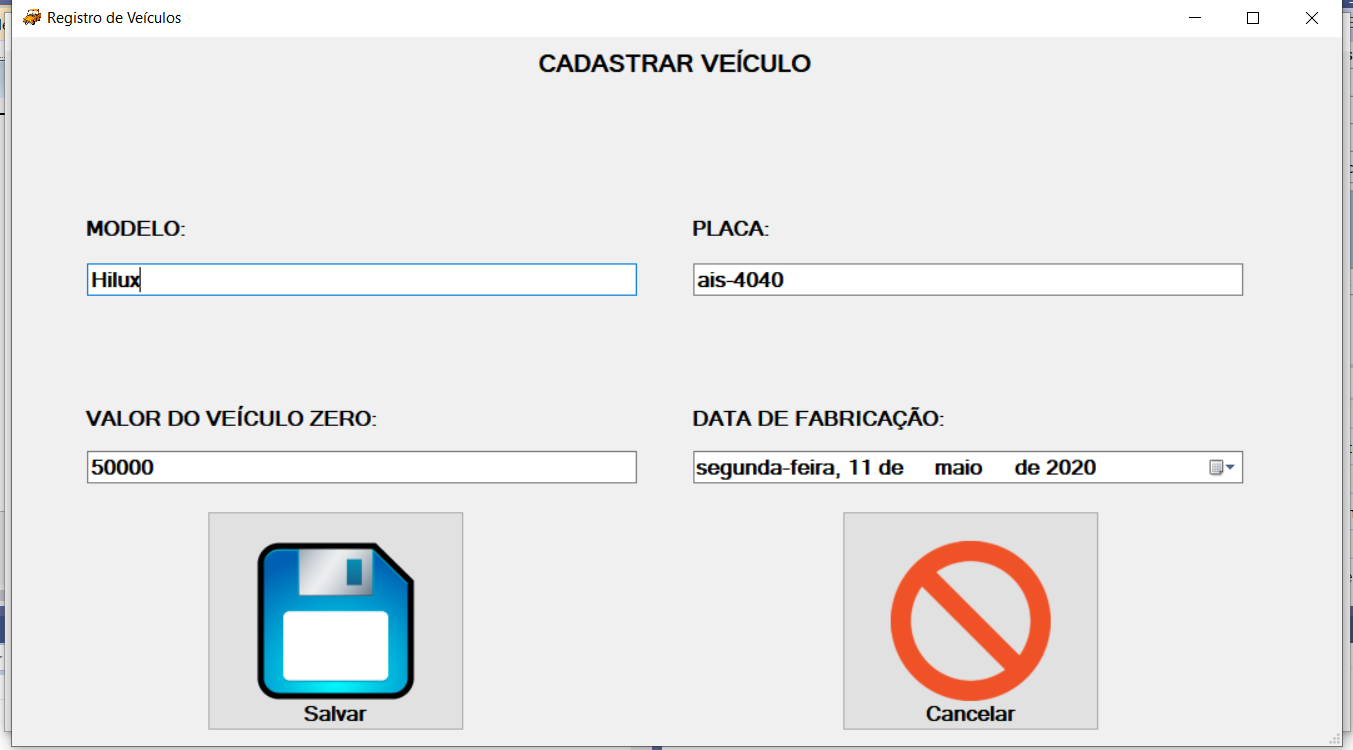 Registro de Veículos
CADASTRAR VEÍCULO
MODELO:
PLACA:
Hilux
ais-4040
VALOR DO VEÍCULO ZERO:
DATA DE FABRICAÇÃO:
50000
segunda-feira, 11 de maio de 2020
Salvar
Cancelar